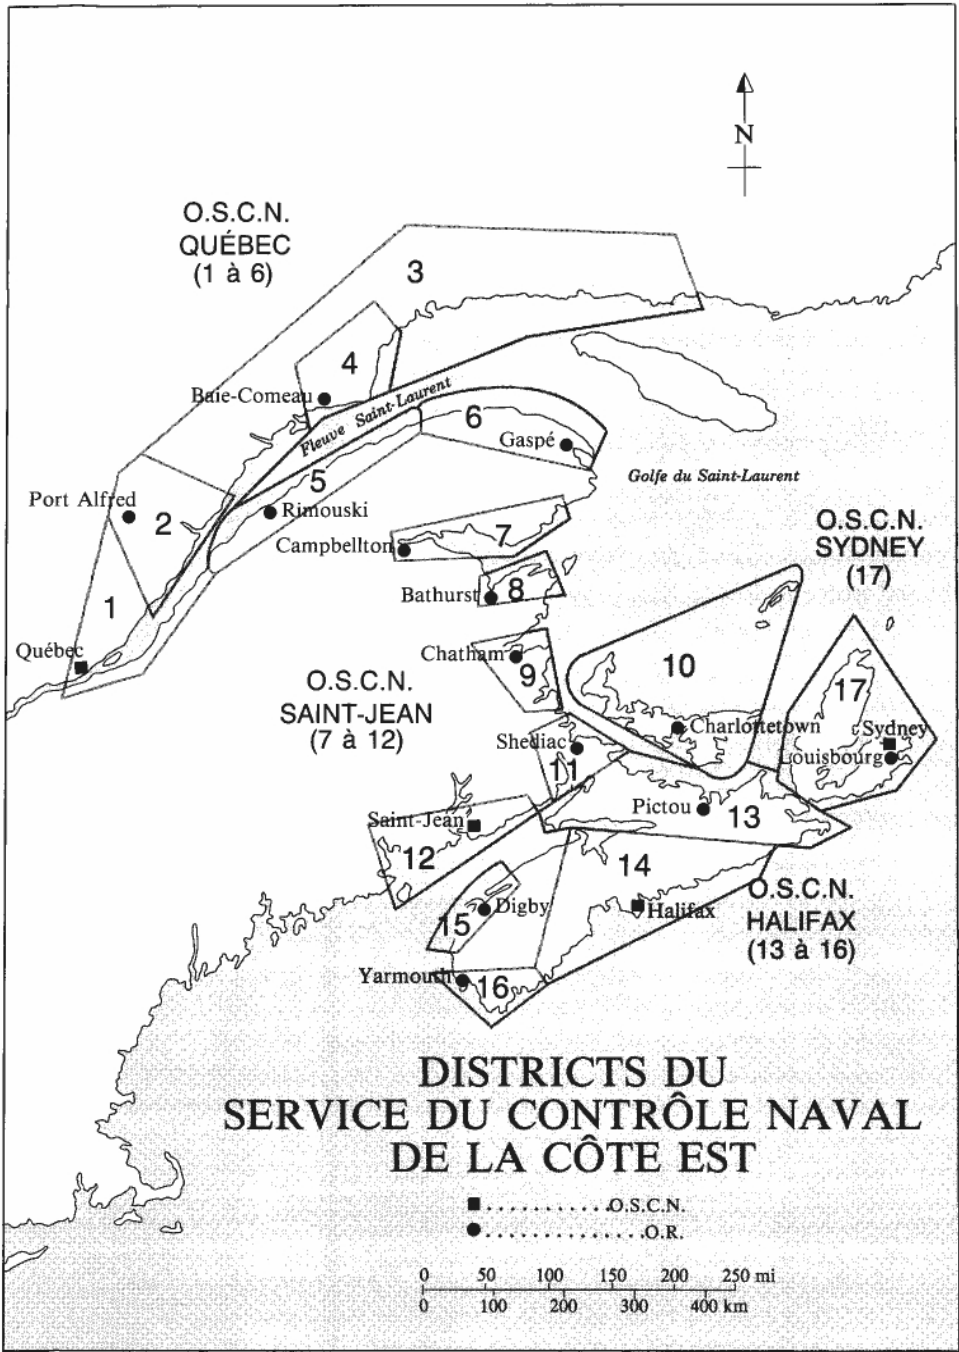 N
O.S.C.N.
QUÉBEC
(1 à 6)
3
4
Baie-Comeau
Fleuve Saint-Laurent
6
Gaspé
5
Golfe du Saint-Laurent
Port Alfred
2
Rimouski
7
Campbellton
O.S.C.N.
SYDNEY
(17)
8
Bathurst
1
Québec
Chatham
9
10
17
O.S.C.N.
SAINT-JEAN
(7 à 12)
Charlottetown
Sydney
Shediac
11
Louisbourg
Pictou
13
Saint-Jean
12
14
O.S.C.N.
HALIFAX
(13 à 16)
15
Digby
Halifax
Yarmouth
16
DISTRICTS DU
SERVICE DU CONTRÔLE NAVAL
DE LA CÔTE EST
■ ........... O.S.C.N.
● ............. O.R.
0 50 100 150 200 250 mi
0 100 200 300 400 km